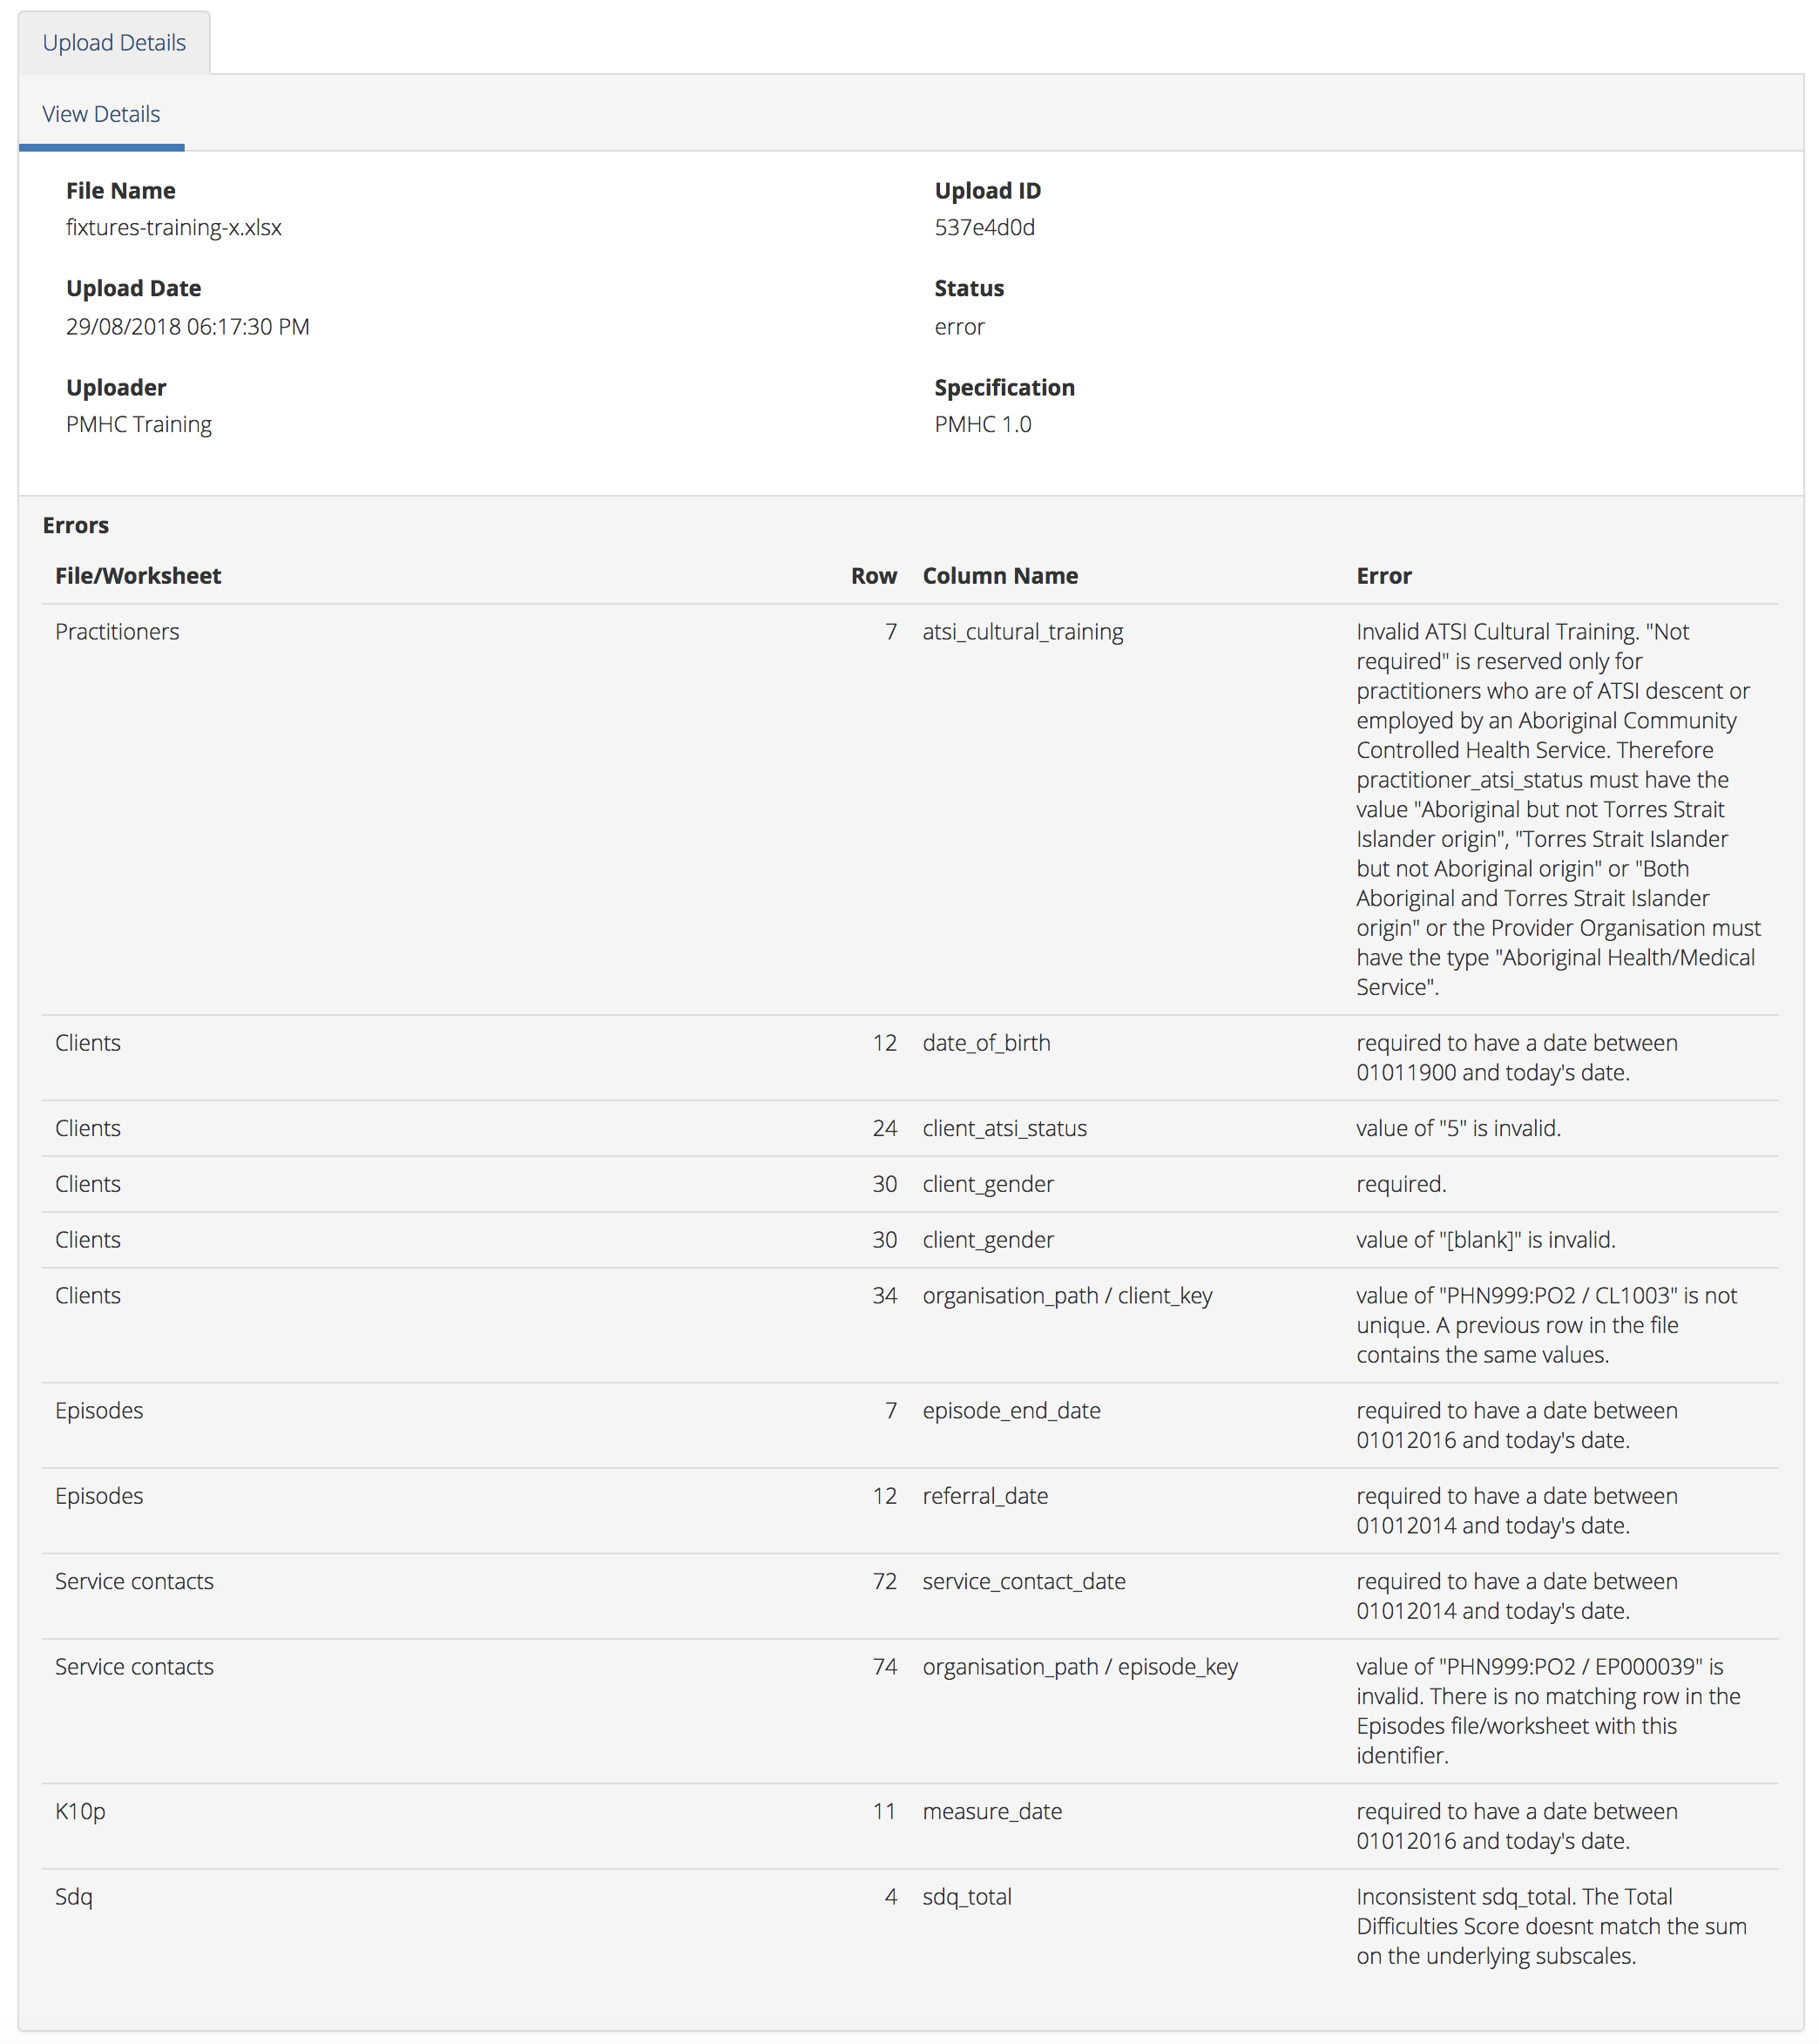 Upload Details
View Details
File Name
fixtures-training-x.xlsx
Upload ID
537e4d0d
Upload Date
29/08/2018 06:17:30 PM
Status
error
Uploader
PMHC Training
Specification
PMHC 1.0
Errors
File/Worksheet Row Column Name Error
Practitioners 7 atsi_cultural_training Invalid ATSI Cultural Training. "Not
required" is reserved only for
practitioners who are of ATSI descent or
employed by an Aboriginal Community
Controlled Health Service. Therefore
practitioner_atsi_status must have the
value "Aboriginal but not Torres Strait
Islander origin", "Torres Strait Islander
but not Aboriginal origin" or "Both
Aboriginal and Torres Strait Islander
origin" or the Provider Organisation must
have the type "Aboriginal Health/Medical
Service".
Clients 12 date_of_birth required to have a date between
01011900 and today's date.
Clients 24 client_atsi_status value of "5" is invalid.
Clients 30 client_gender required.
Clients 30 client_gender value of "[blank]" is invalid.
Clients 34 organisation_path / client_key value of "PHN999:PO2 / CL1003" is not
unique. A previous row in the file
contains the same values.
Episodes 7 episode_end_date required to have a date between
01012016 and today's date.
Episodes 12 referral_date required to have a date between
01012014 and today's date.
Service contacts 72 service_contact_date required to have a date between
01012014 and today's date.
Service contacts 74 organisation_path / episode_key value of "PHN999:PO2 / EP000039" is
invalid. There is no matching row in the
Episodes file/worksheet with this
identifier.
K10p 11 measure_date required to have a date between
01012016 and today's date.
Sdq 4 sdq_total Inconsistent sdq_total. The Total
Difficulties Score doesnt match the sum
on the underlying subscales.